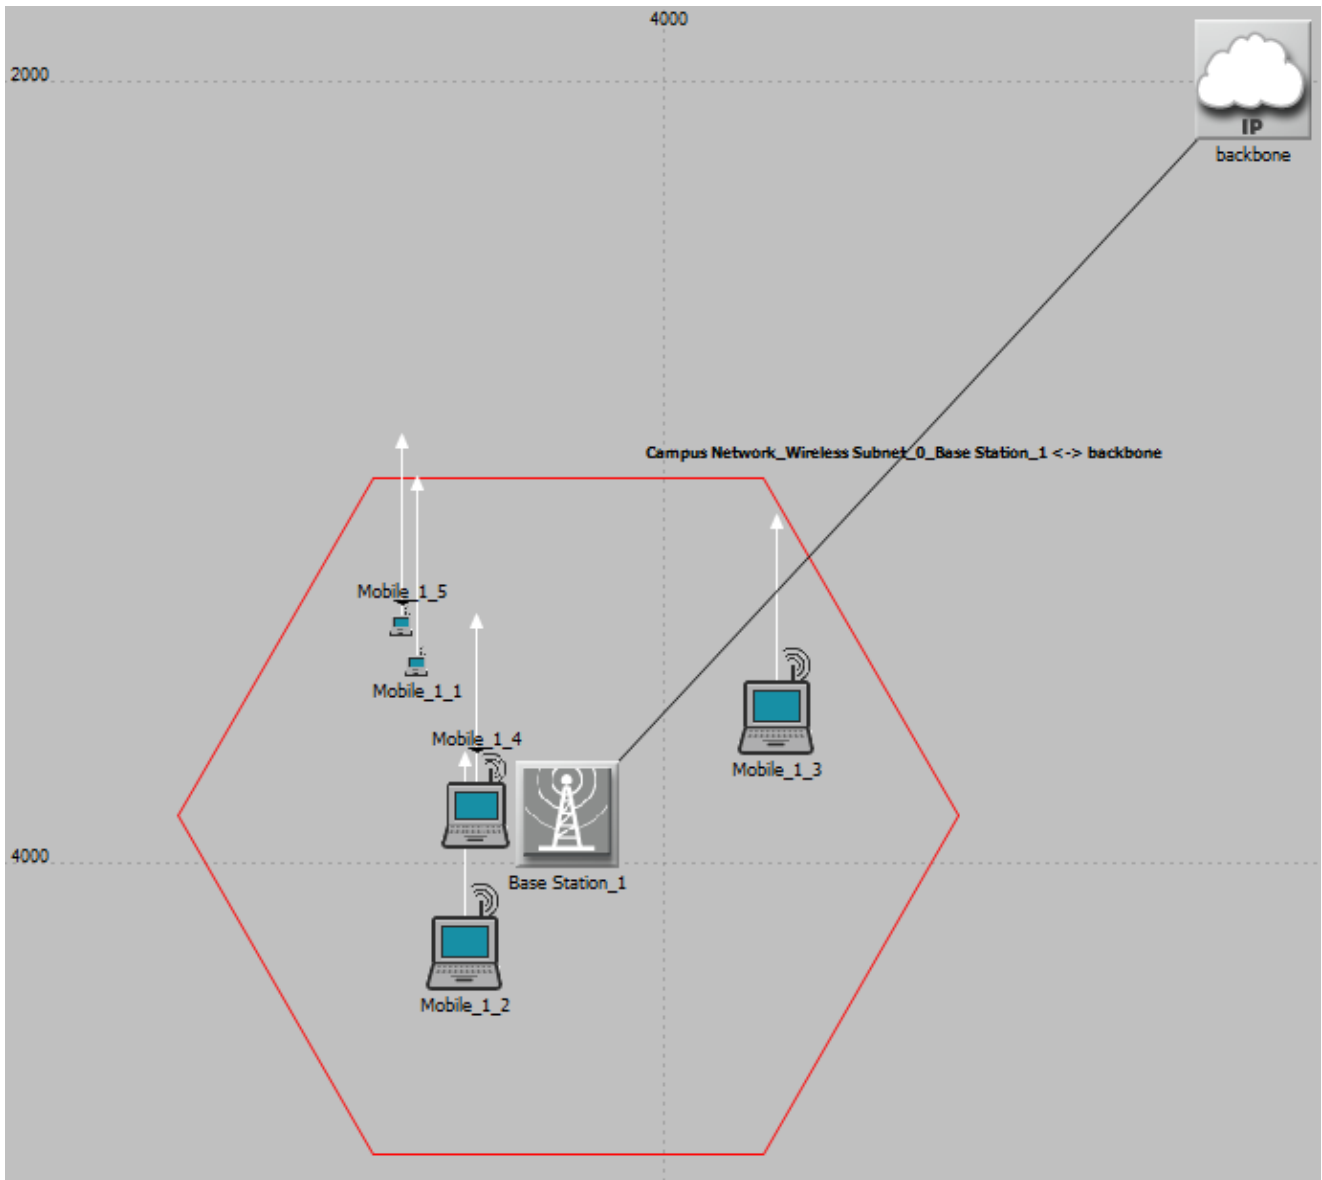 4000
2000
IP
backbone
Campus Network_Wireless Subnet_0_Base Station_1 <-> backbone
Mobile_1_5
Mobile_1_1
Mobile_1_4
Mobile_1_3
4000
Base Station_1
Mobile_1_2